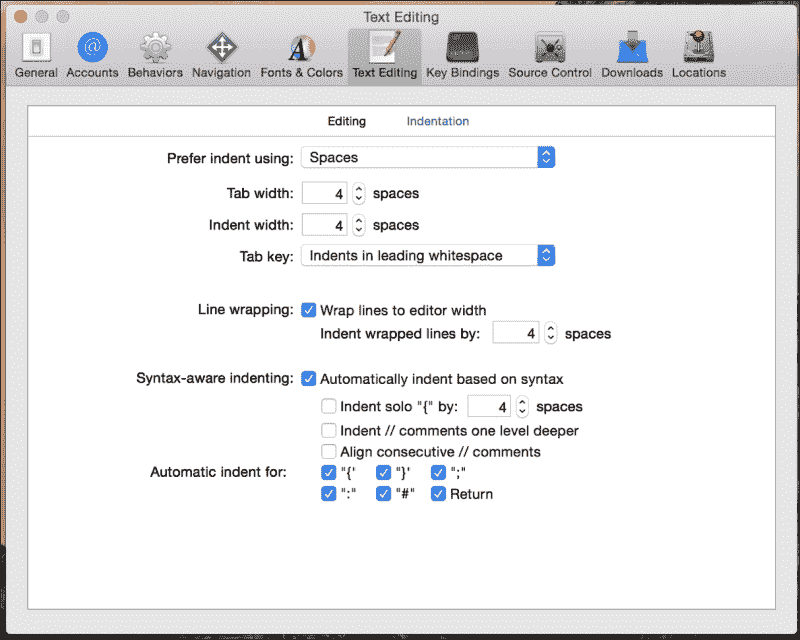 Text Editing
General Accounts Behaviors Navigation Fonts & Colors Text Editing Key Bindings Source Control Downloads Locations
Editing Indentation
Prefer indent using: Spaces
Tab width: 4 spaces
Indent width: 4 spaces
Tab key: Indents in leading whitespace
Line wrapping: Wrap lines to editor width
Indent wrapped lines by: 4 spaces
Syntax-aware indenting: Automatically indent based on syntax
Indent solo "{" by: 4 spaces
Indent // comments one level deeper
Align consecutive // comments
Automatic indent for: "{' "}' ";"
":" "#" Return